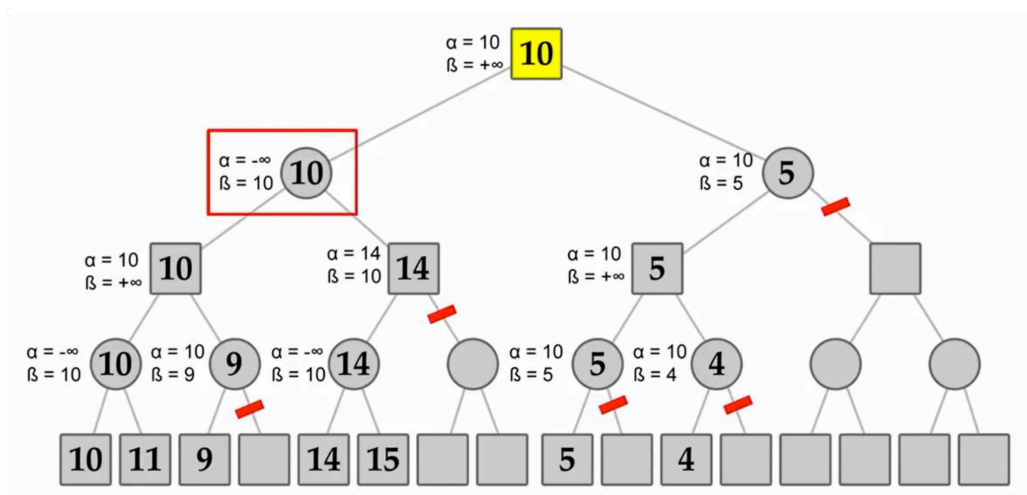 α = 10
ß = +∞
10
α = -∞
ß = 10
10
α = 10
ß = 5
5
α = 10
ß = +∞
10
α = 14
ß = 10
14
α = 10
ß = +∞
5
α = -∞
ß = 10
10
α = 10
ß = 9
9
α = -∞
ß = 10
14
α = 10
ß = 5
5
α = 10
ß = 4
4
10 11 9 14 15 5 4